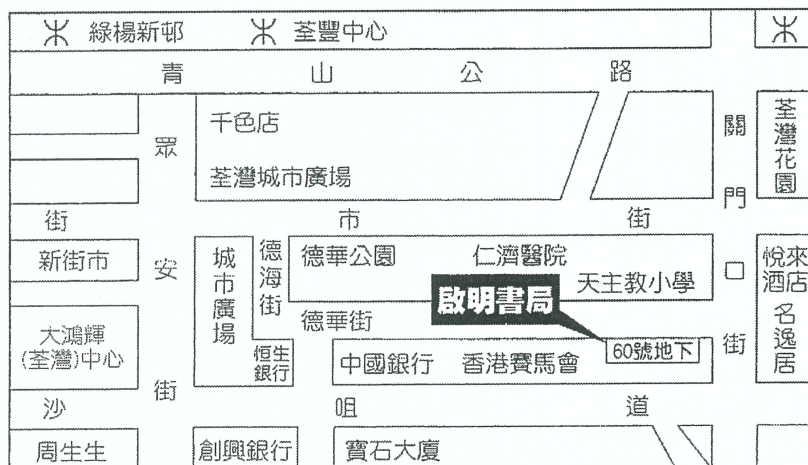 綠楊新邨
荃豐中心
青山公路
千色店
荃灣城市廣場
荃灣花園
眾安街
關門口街
街市街
新街市
城市廣場
德海街
德華公園
仁濟醫院
天主教小學
悅來酒店
名逸居
啟明書局
大鴻輝
(荃灣)中心
恒生
銀行
德華街
中國銀行
香港賽馬會
60號地下
沙咀道
周生生
創興銀行
寶石大廈